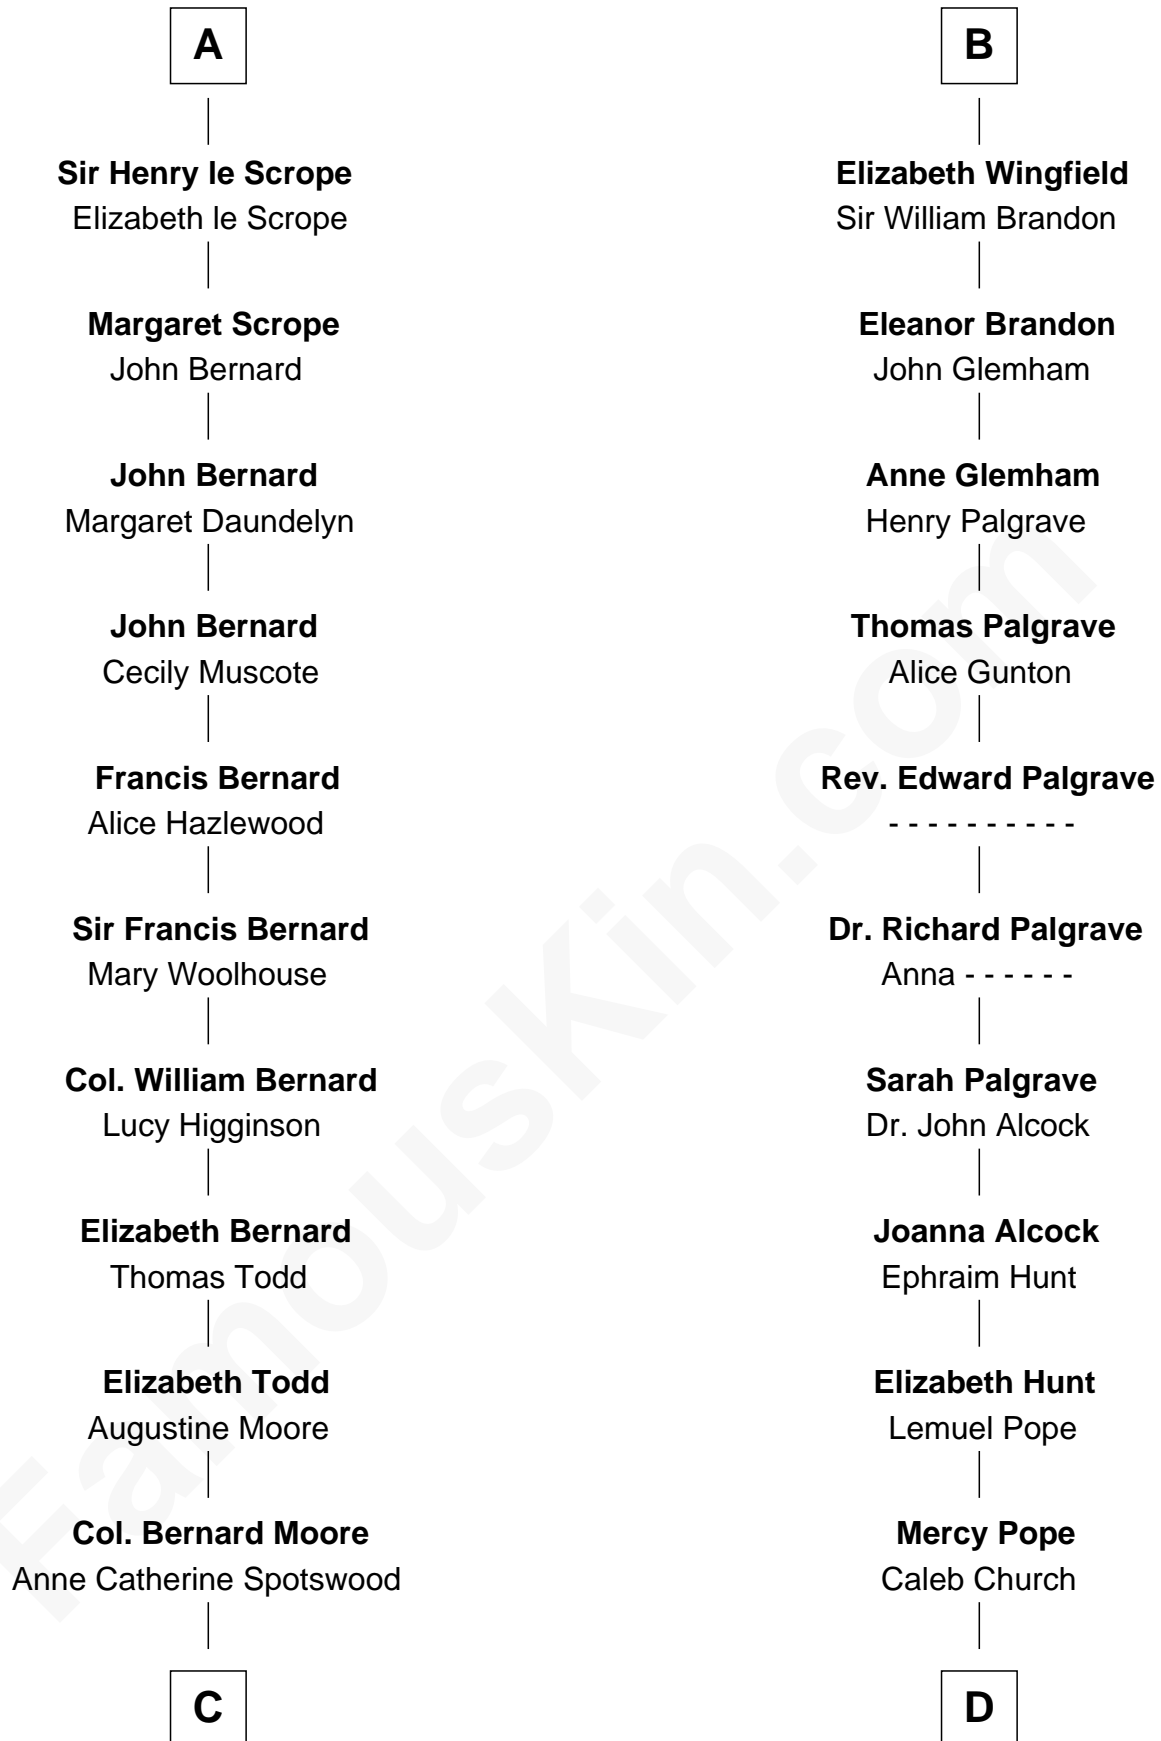 A
Sir Henry le Scrope
Elizabeth le Scrope
Margaret Scrope
John Bernard
John Bernard
Margaret Daundelyn
John Bernard
Cecily Muscote
Francis Bernard
Alice Hazlewood
Sir Francis Bernard
Mary Woolhouse
Col. William Bernard
Lucy Higginson
Elizabeth Bernard
Thomas Todd
Elizabeth Todd
Augustine Moore
Col. Bernard Moore
Anne Catherine Spotswood
C
B
Elizabeth Wingfield
Sir William Brandon
Eleanor Brandon
John Glemham
Anne Glemham
Henry Palgrave
Thomas Palgrave
Alice Gunton
Rev. Edward Palgrave
- - - - - - - - - -
Dr. Richard Palgrave
Anna - - - - - -
Sarah Palgrave
Dr. John Alcock
Joanna Alcock
Ephraim Hunt
Elizabeth Hunt
Lemuel Pope
Mercy Pope
Caleb Church
D
FamousKin.com